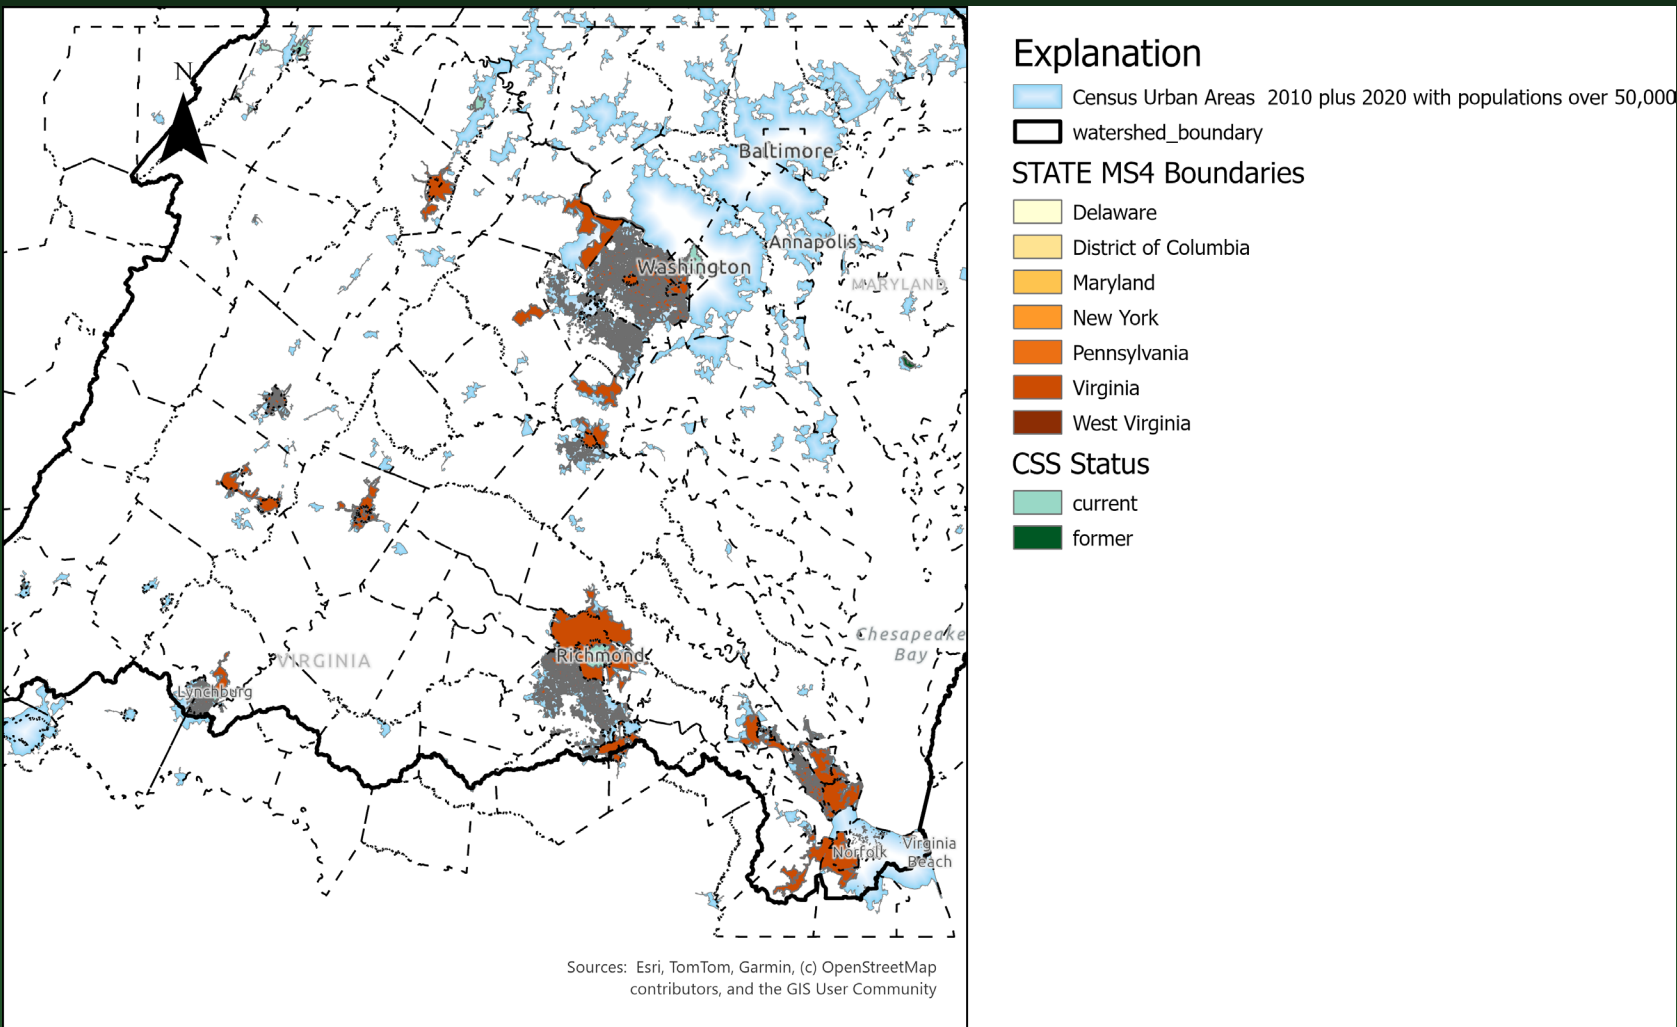 N
Baltimore
Annapolis
Washington
MARYLAND
Chesapeake
Bay
VIRGINIA
Richmond
Lynchburg
Norfolk
Virginia
Beach
Sources: Esri, TomTom, Garmin, (c) OpenStreetMap
contributors, and the GIS User Community
Explanation
Census Urban Areas 2010 plus 2020 with populations over 50,000
watershed_boundary
STATE MS4 Boundaries
Delaware
District of Columbia
Maryland
New York
Pennsylvania
Virginia
West Virginia
CSS Status
current
former